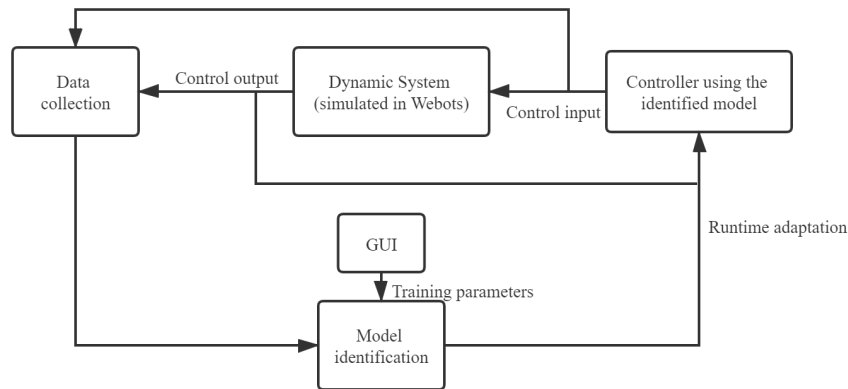 Data
collection
Control output
Dynamic System
(simulated in Webots)
Control input
Controller using the
identified model
GUI
Runtime adaptation
Training parameters
Model
identification